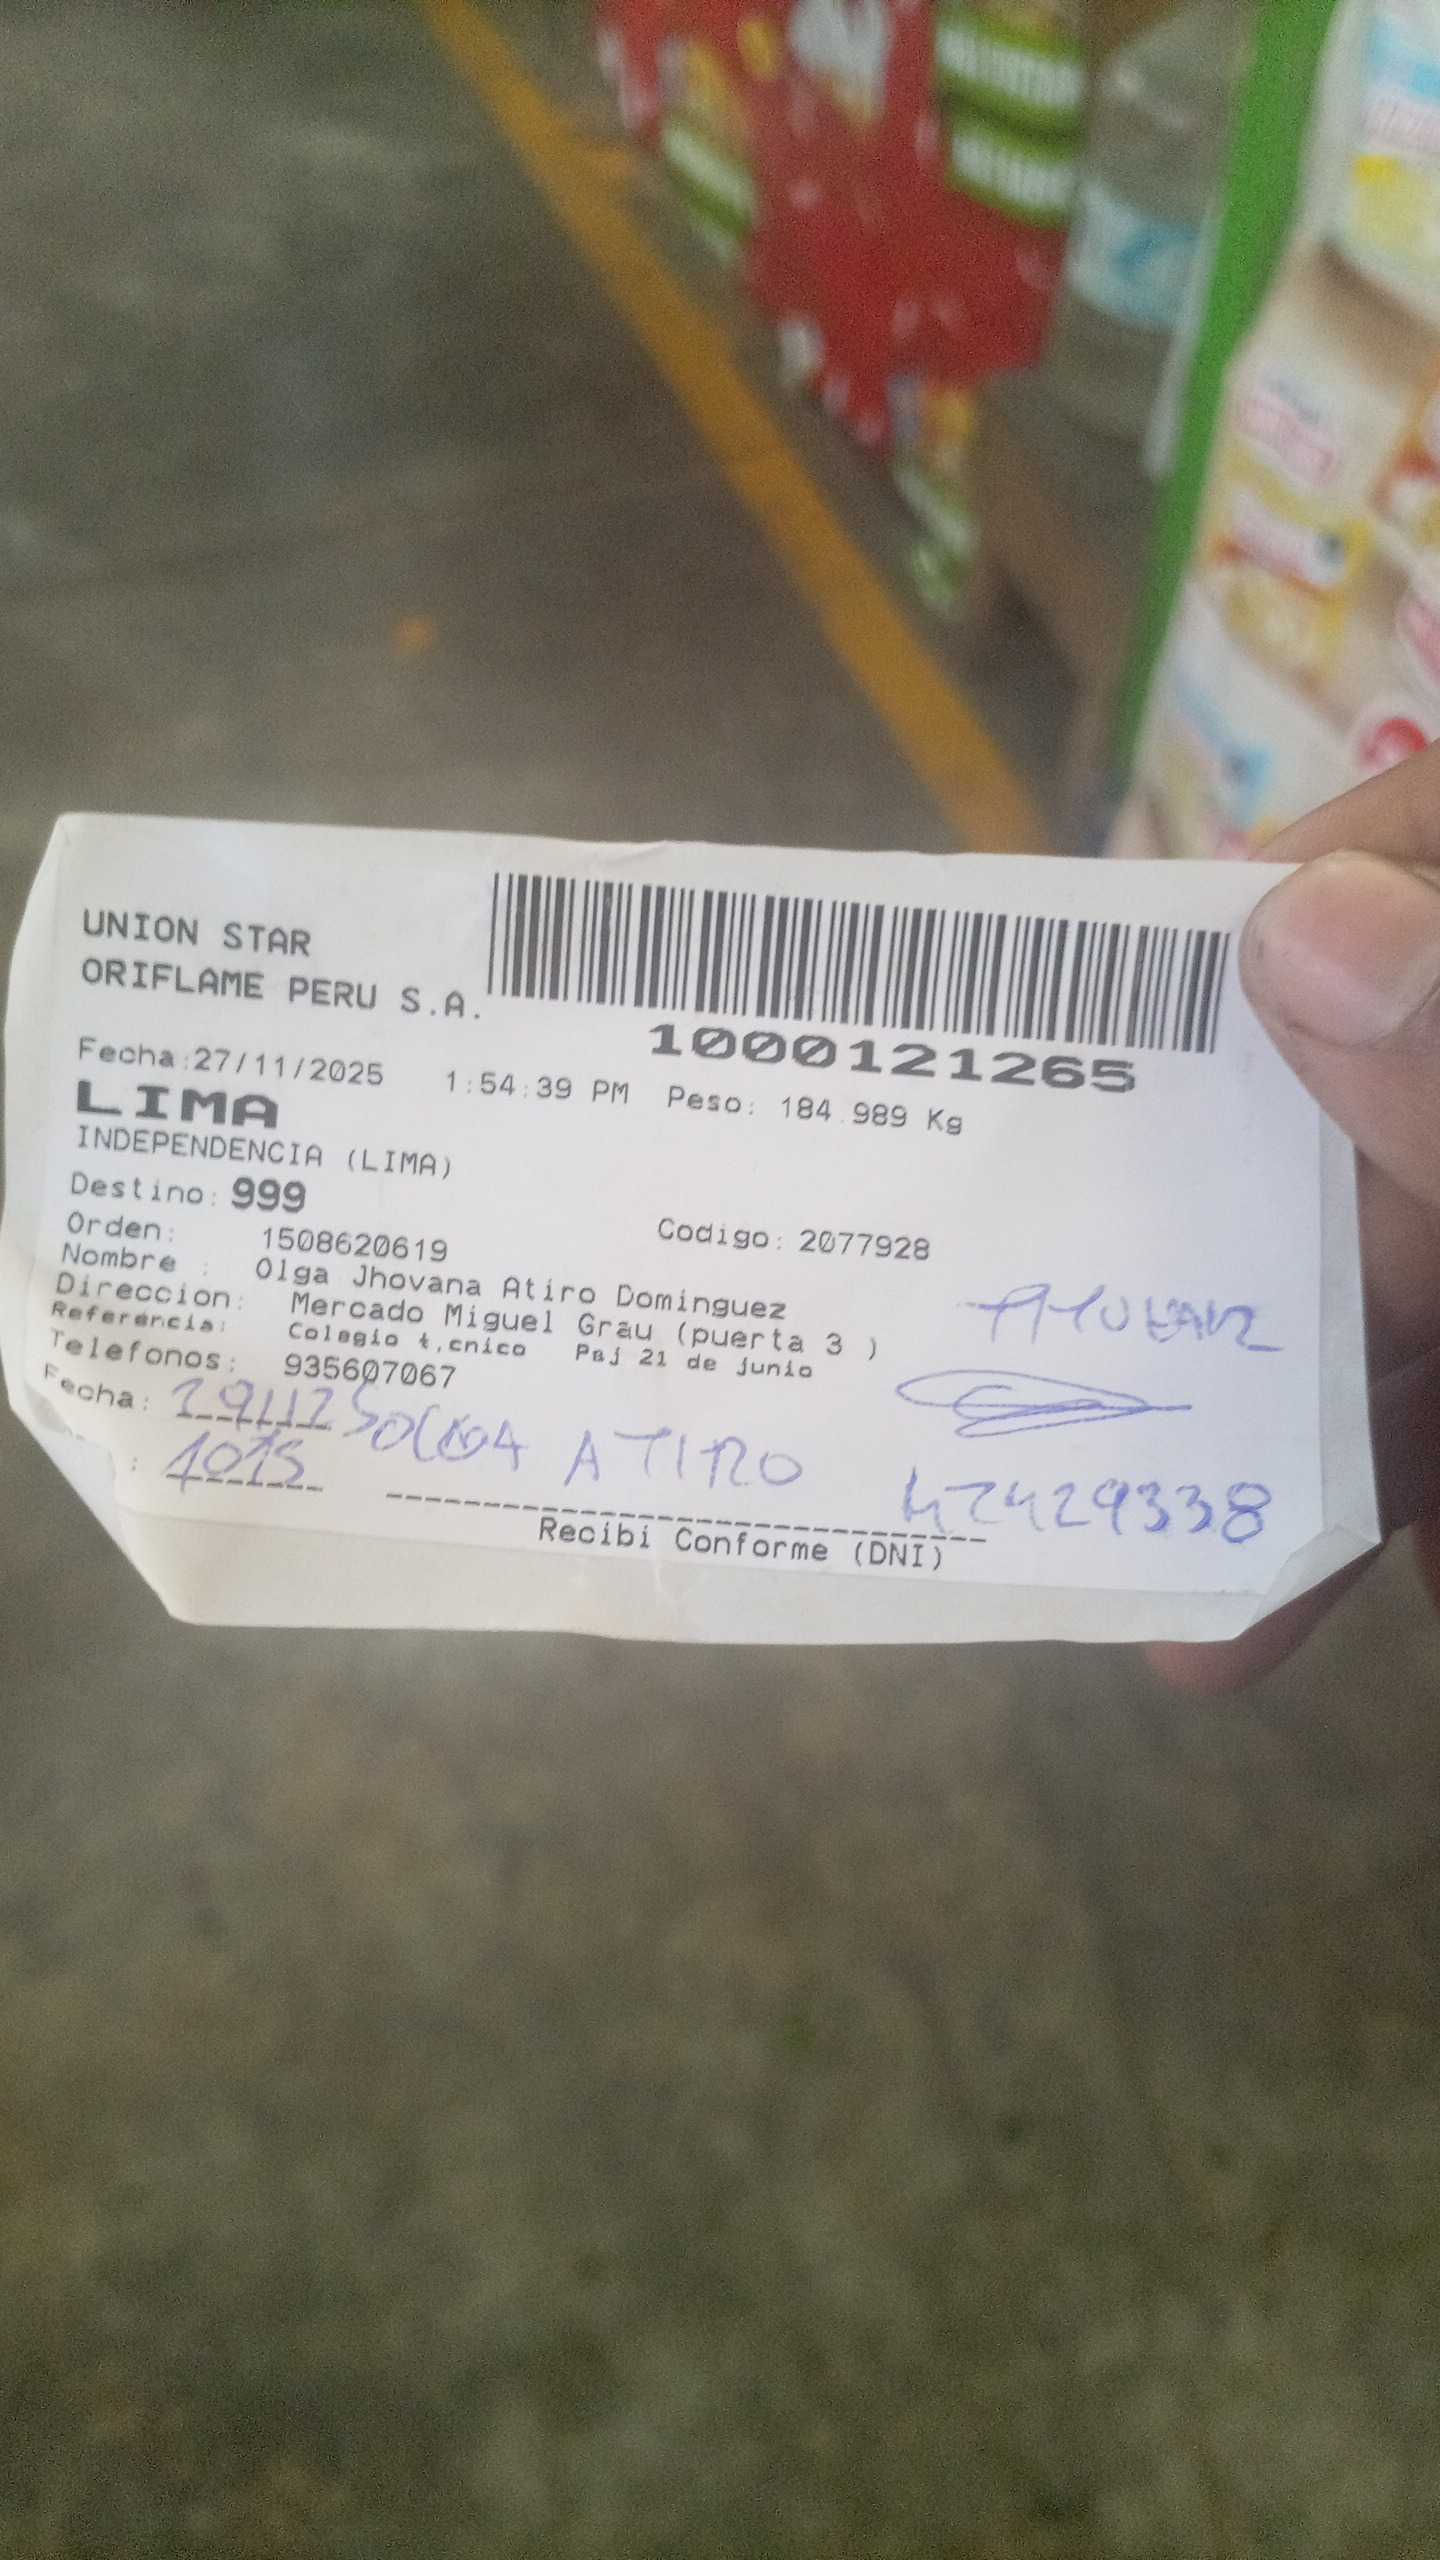 UNION STAR
ORIFLAME PERU S.A.
1000121265
Fecha:27/11/2025 1:54:39 PM Peso: 184.989 Kg
LIMA
INDEPENDENCIA (LIMA)
Destino: 999
Orden: 1508620619 Codigo: 2077928
Nombre : Olga Jhovana Atiro Dominguez
Direccion: Mercado Miguel Grau (puerta 3 )
Referencia: Colegio t,cnico Psj 21 de junio
Telefonos: 935607067
Fecha: ATIRO
: 1015 47429338
Recibi Conforme (DNI)